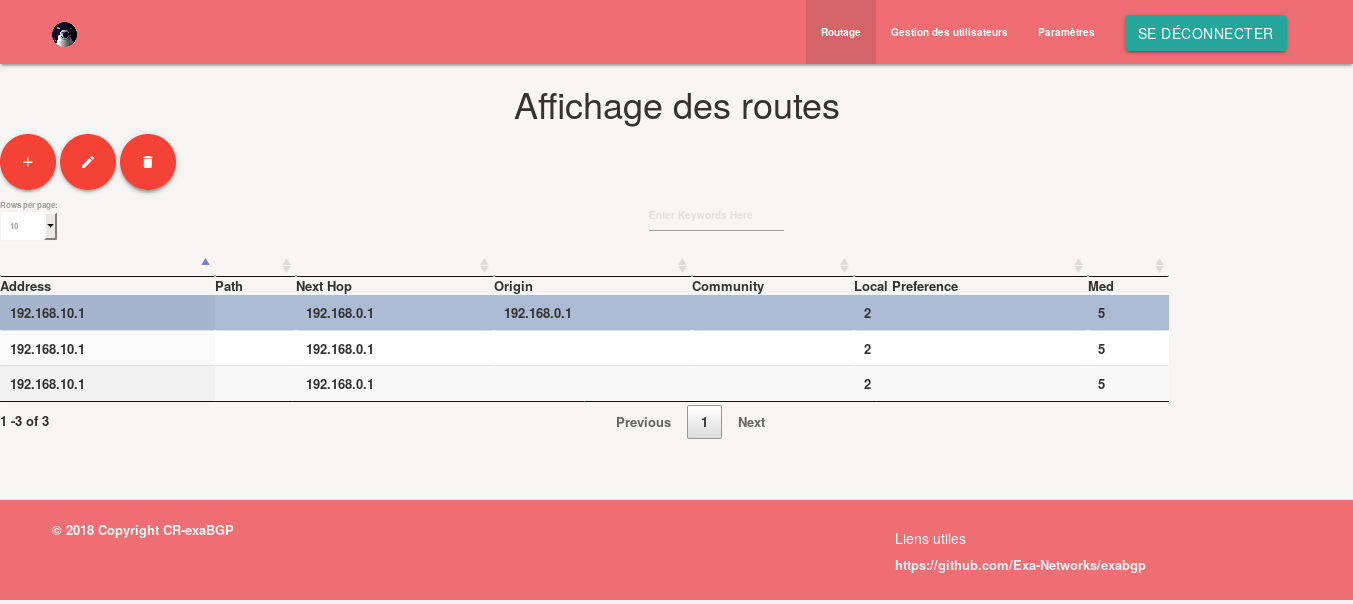 Routage Gestion des utilisateurs Paramètres SE DÉCONNECTER
Affichage des routes
Rows per page:
10
Enter Keywords Here
Address Path Next Hop Origin Community Local Preference Med
192.168.10.1 192.168.0.1 192.168.0.1 2 5
192.168.10.1 192.168.0.1 2 5
192.168.10.1 192.168.0.1 2 5
1 -3 of 3 Previous 1 Next
© 2018 Copyright CR-exaBGP
Liens utiles
https://github.com/Exa-Networks/exabgp